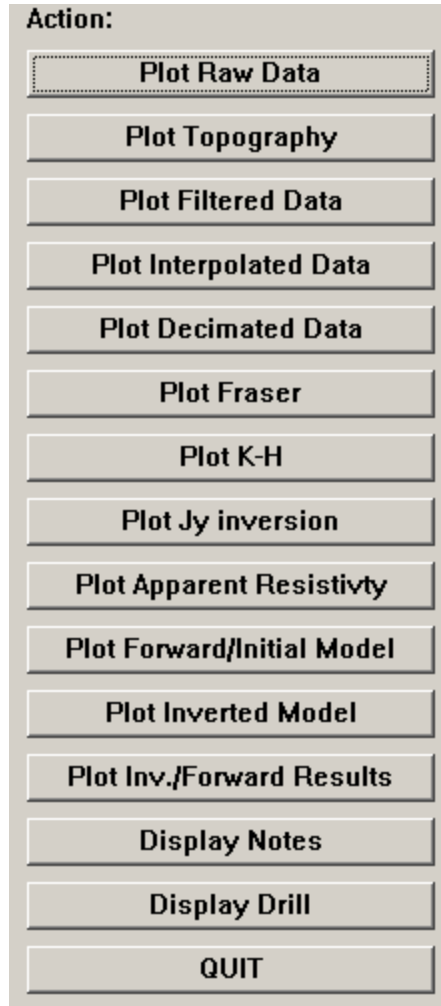 Action:
Plot Raw Data
Plot Topography
Plot Filtered Data
Plot Interpolated Data
Plot Decimated Data
Plot Fraser
Plot K-H
Plot Jy inversion
Plot Apparent Resistivty
Plot Forward/Initial Model
Plot Inverted Model
Plot Inv./Forward Results
Display Notes
Display Drill
QUIT